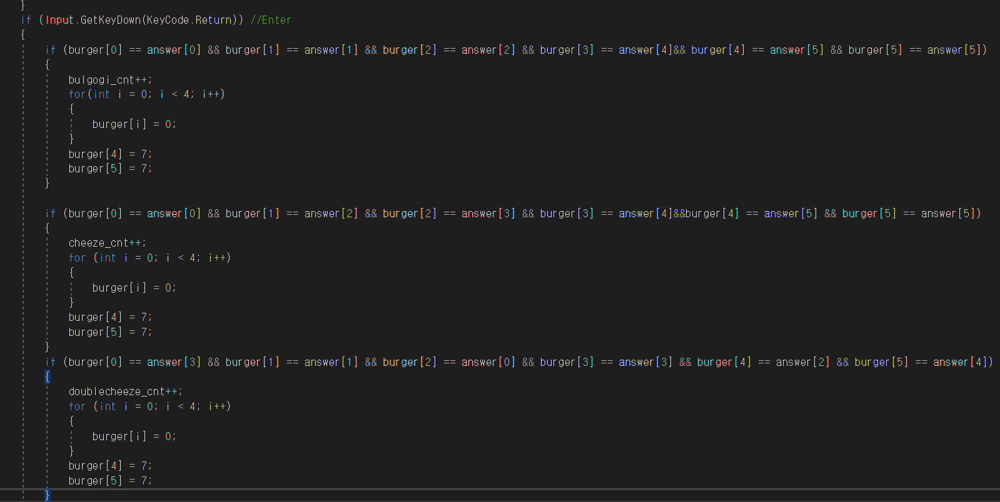 }
if (Input.GetKeyDown(KeyCode.Return)) //Enter
{
if (burger[0] == answer[0] && burger[1] == answer[1] && burger[2] == answer[2] && burger[3] == answer[4]&& burger[4] == answer[5] && burger[5] == answer[5])
{
bulgogi_cnt++;
for(int i = 0; i < 4; i++)
{
burger[i] = 0;
}
burger[4] = 7;
burger[5] = 7;
}
if (burger[0] == answer[0] && burger[1] == answer[2] && burger[2] == answer[3] && burger[3] == answer[4]&&burger[4] == answer[5] && burger[5] == answer[5])
{
cheeze_cnt++;
for (int i = 0; i < 4; i++)
{
burger[i] = 0;
}
burger[4] = 7;
burger[5] = 7;
}
if (burger[0] == answer[3] && burger[1] == answer[1] && burger[2] == answer[0] && burger[3] == answer[3] && burger[4] == answer[2] && burger[5] == answer[4])
{
doublecheeze_cnt++;
for (int i = 0; i < 4; i++)
{
burger[i] = 0;
}
burger[4] = 7;
burger[5] = 7;
}